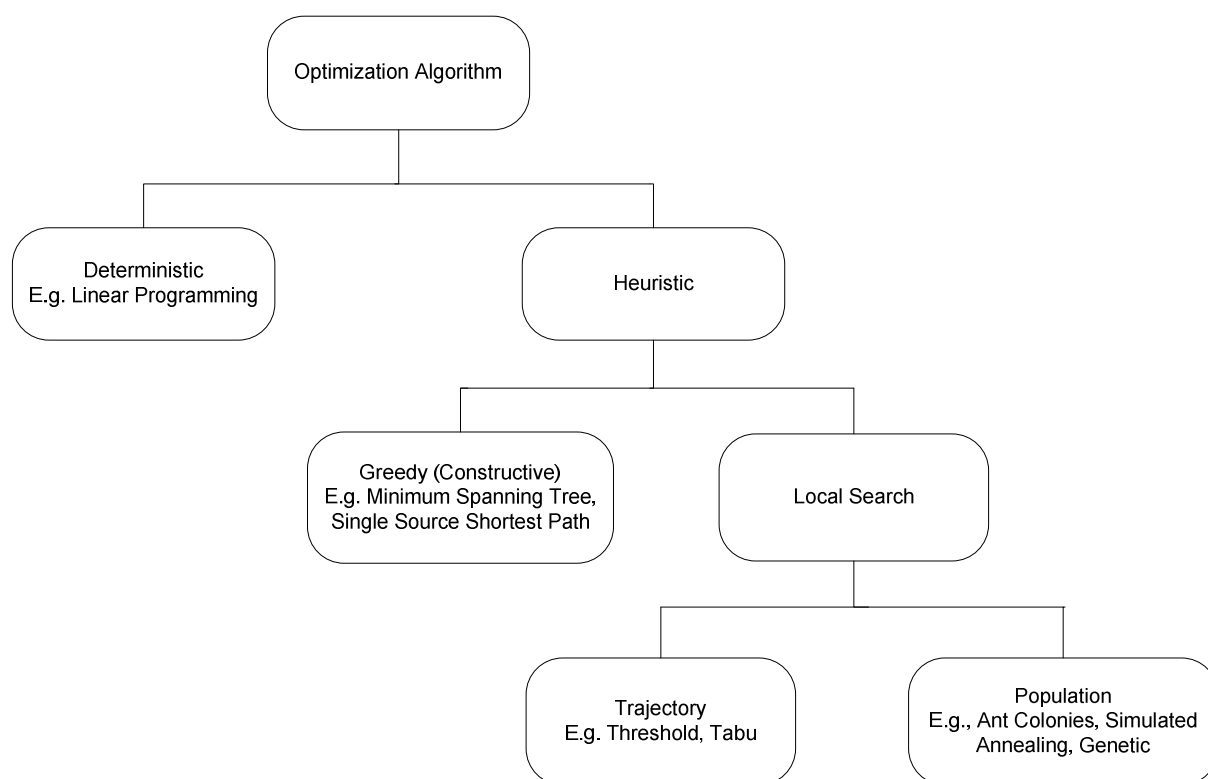 Optimization Algorithm
Deterministic
E.g. Linear Programming
Heuristic
Greedy (Constructive)
E.g. Minimum Spanning Tree,
Single Source Shortest Path
Local Search
Trajectory
E.g. Threshold, Tabu
Population
E.g., Ant Colonies, Simulated
Annealing, Genetic